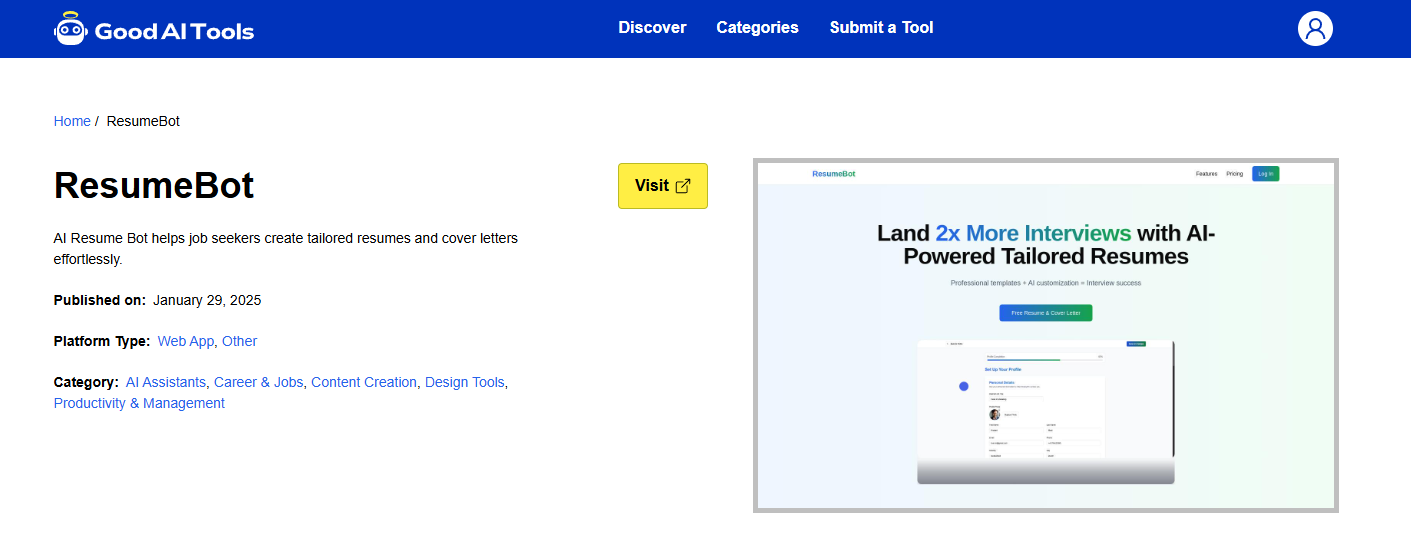 Good AI Tools
Discover
Categories
Submit a Tool
Home / ResumeBot
ResumeBot
Visit
AI Resume Bot helps job seekers create tailored resumes and cover letters
effortlessly.
Published on: January 29, 2025
Platform Type: Web App, Other
Category: AI Assistants, Career & Jobs, Content Creation, Design Tools,
Productivity & Management
ResumeBot
Features
Pricing
Log In
Land 2x More Interviews with AI-
Powered Tailored Resumes
Professional templates + AI customization = Interview success
Free Resume & Cover Letter
Set Up Your Profile
Personal Details